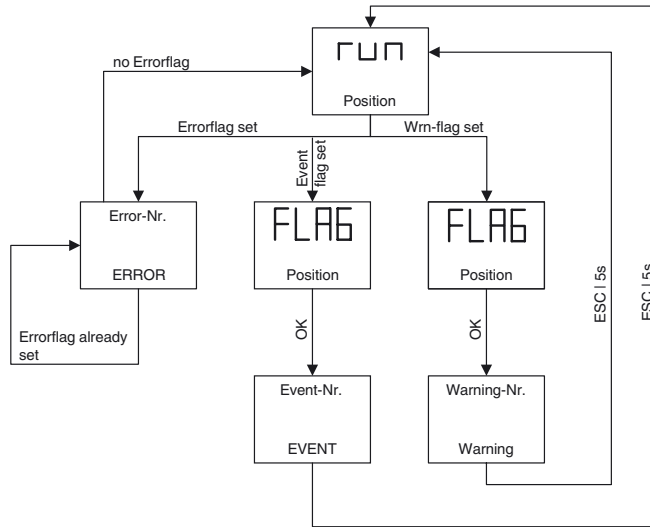 run
no Errorflag
Position
Errorflag set
Event
flag set
Wrn-flag set
Error-Nr.
ERROR
FLAG
Position
FLAG
Position
Errorflag already
set
OK
OK
ESC | 5s
ESC | 5s
Event-Nr.
EVENT
Warning-Nr.
Warning